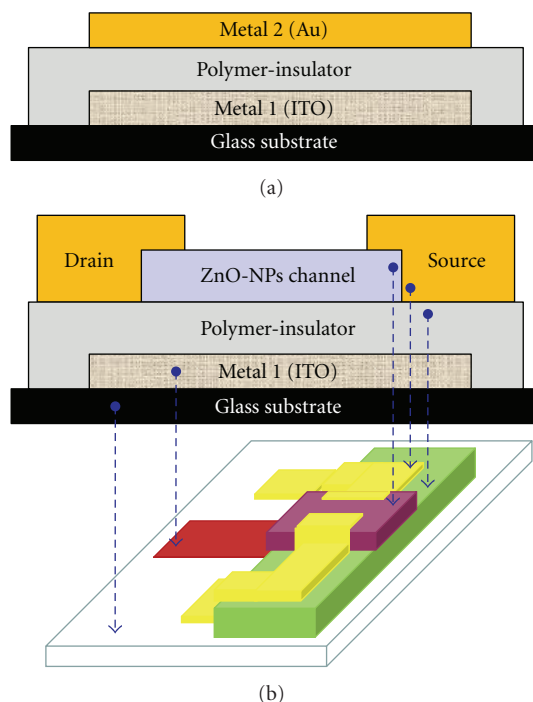 Metal 2 (Au)
Polymer-insulator
Metal 1 (ITO)
Glass substrate
(a)
Drain
Source
ZnO-NPs channel
Polymer-insulator
Metal 1 (ITO)
Glass substrate
(b)